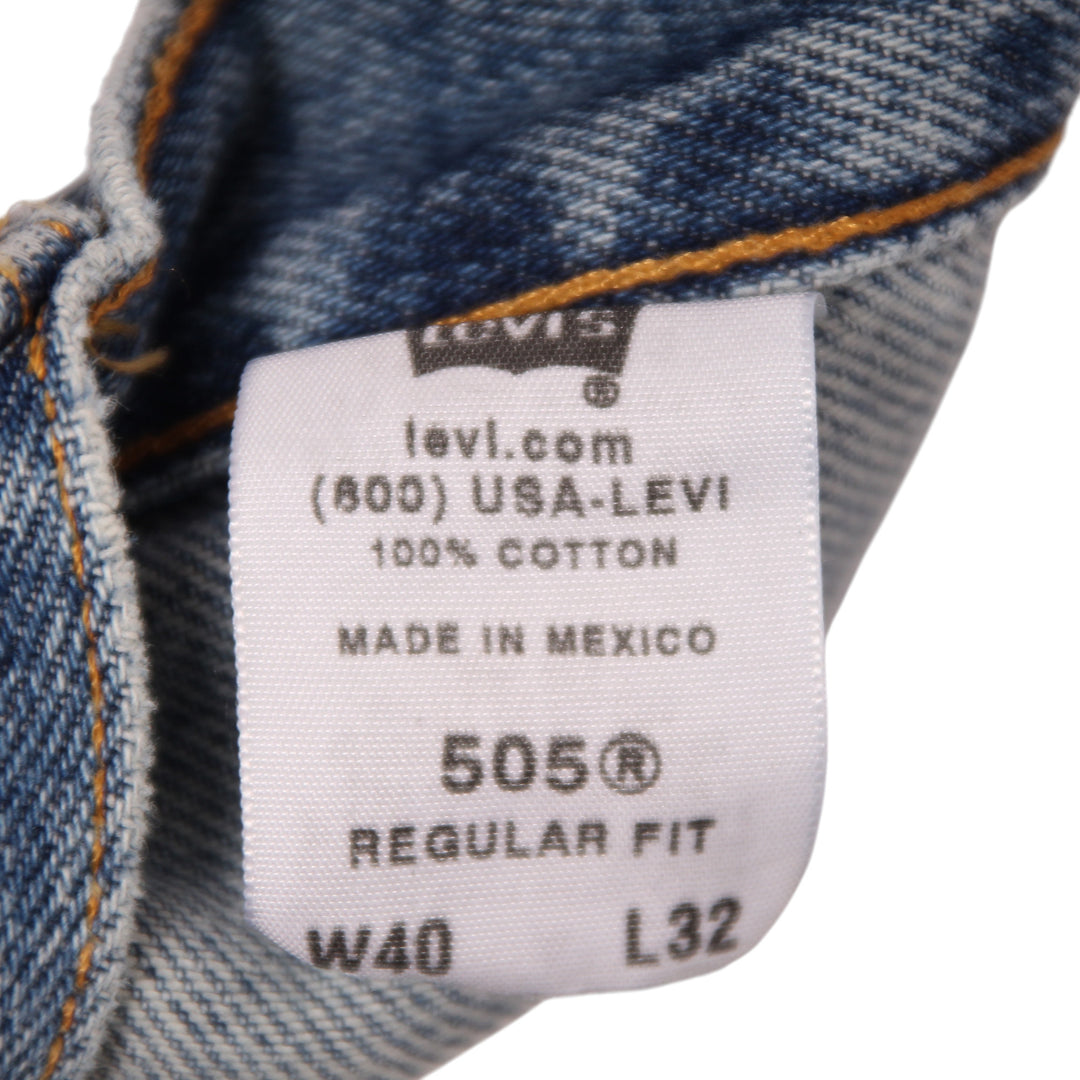 Levi's
®
levi.com
(800) USA-LEVI
100% COTTON
MADE IN MEXICO
505®
REGULAR FIT
W40 L32